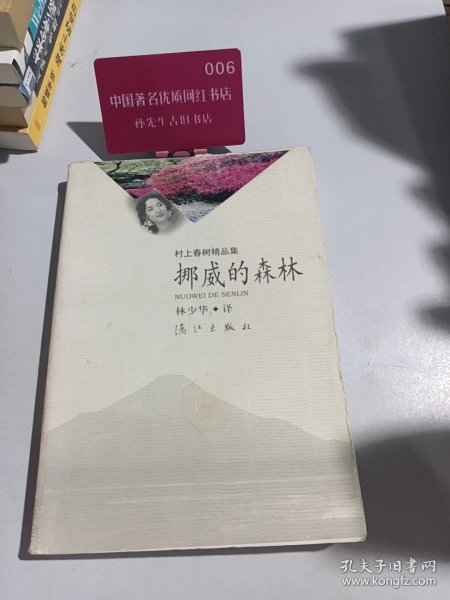 006
中国著名优质网红书店
孙先生古旧书店
村上春树精品集
挪威的森林
NUOWEI DE SENLIN
林少华◆译
漓江出版社
孔夫子旧书网
www.kongfz.com